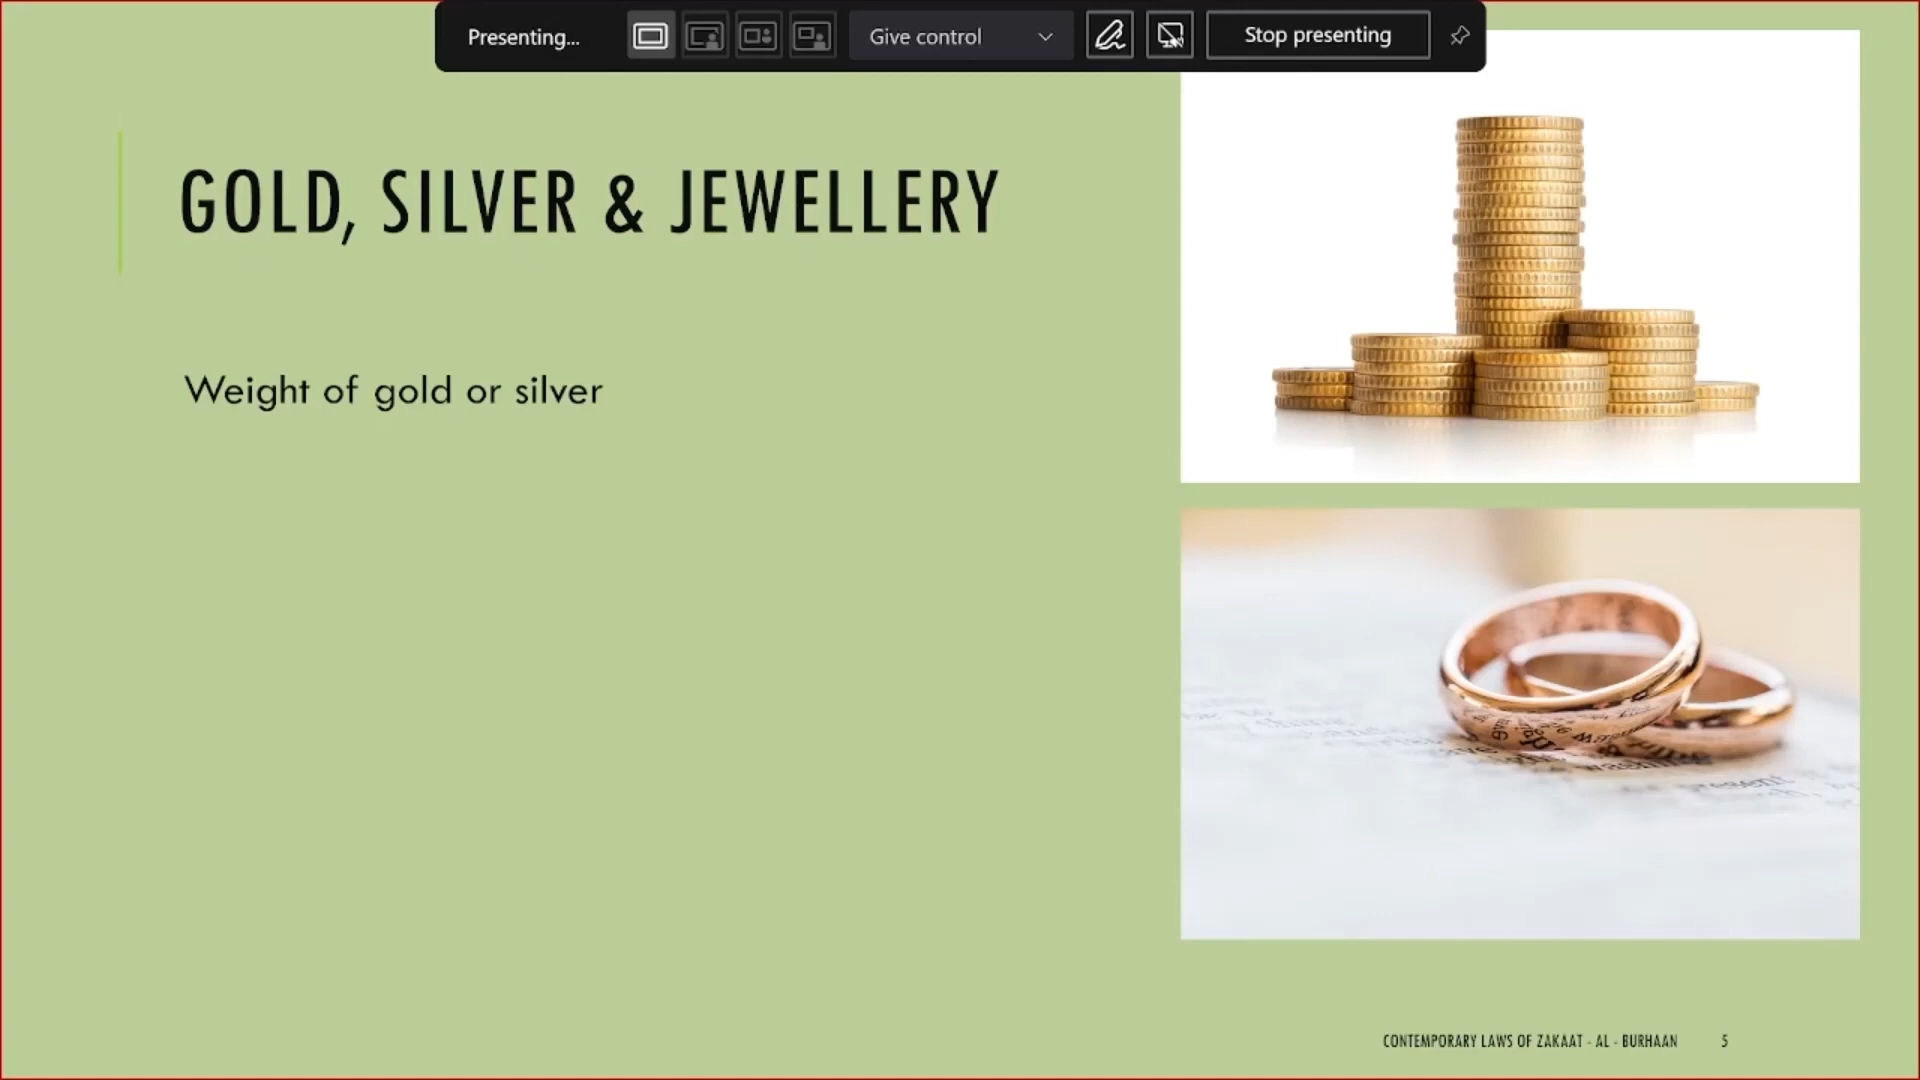 Presenting...
Give control
Stop presenting
GOLD, SILVER & JEWELLERY
Weight of gold or silver
present
CONTEMPORARY LAWS OF ZAKAAT - AL - BURHAAN
5